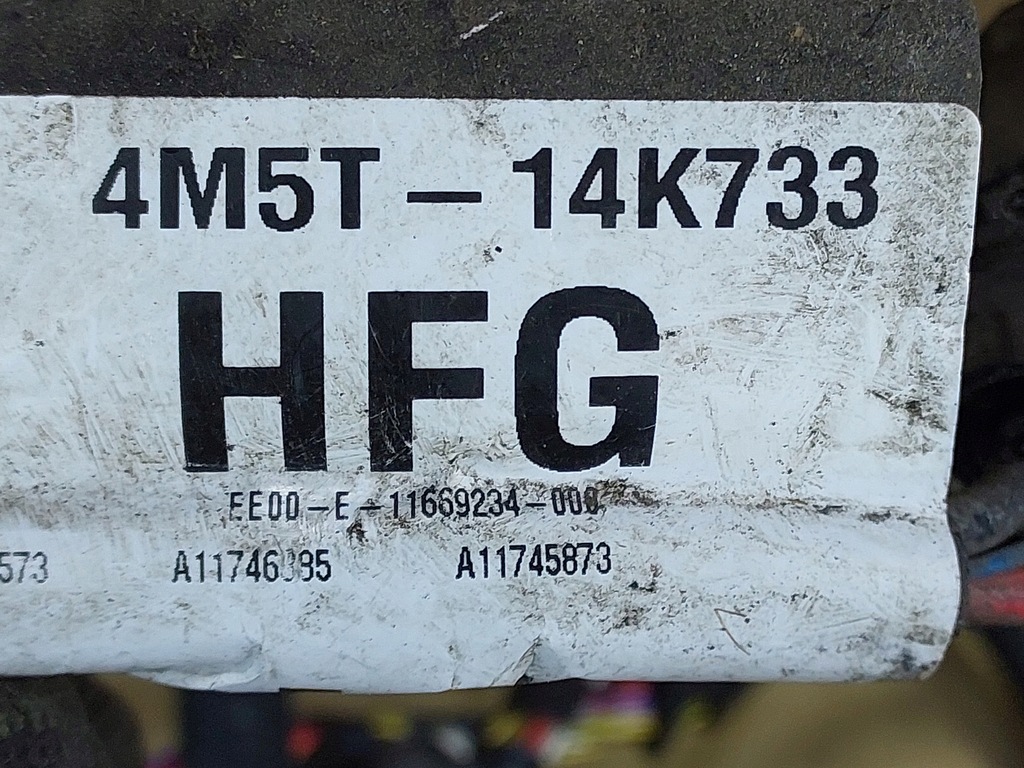 4M5T-14K733
HFG
EE00-E-11669234-000
573 A11745873